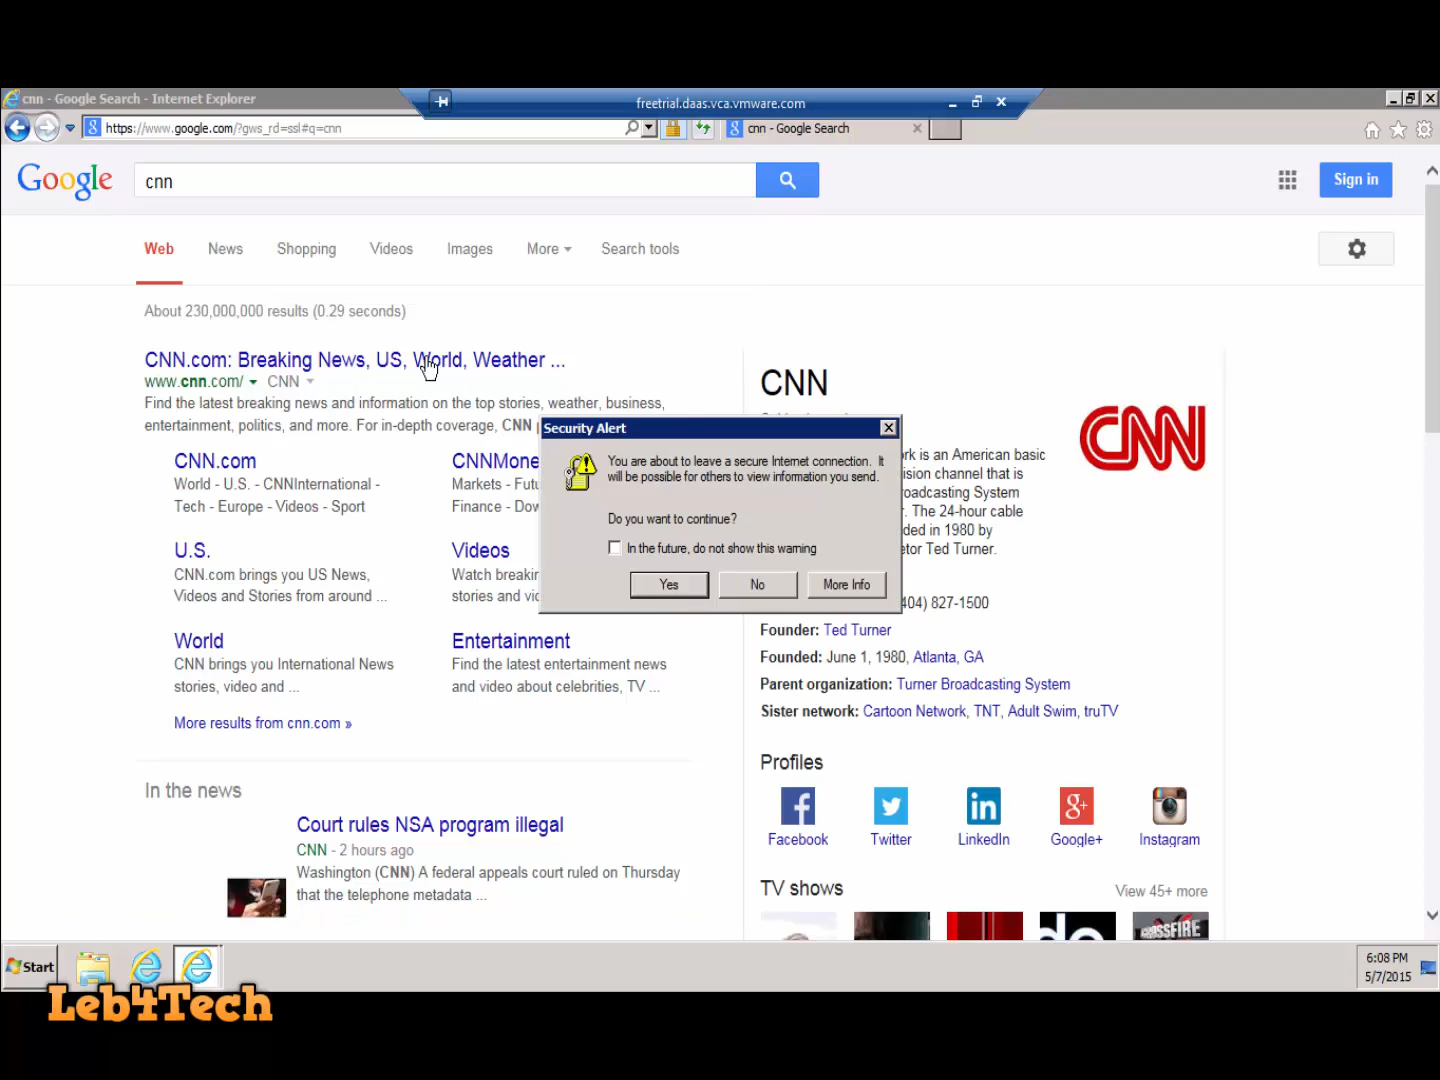 cnn - Google Search - Internet Explorer
freetrial.daas.vca.vmware.com
https://www.google.com/?gws_rd=ssl#q=cnn
cnn - Google Search
Google
cnn
Sign in
Web News Shopping Videos Images More Search tools
About 230,000,000 results (0.29 seconds)
CNN.com: Breaking News, US, World, Weather ...
www.cnn.com/ CNN
Find the latest breaking news and information on the top stories, weather, business,
entertainment, politics, and more. For in-depth coverage, CNN
CNN.com
World - U.S. - CNNInternational -
Tech - Europe - Videos - Sport
CNNMone
Markets - Futu
Finance - Dow
U.S.
CNN.com brings you US News,
Videos and Stories from around ...
Videos
Watch breakin
stories and vid
World
CNN brings you International News
stories, video and ...
Entertainment
Find the latest entertainment news
and video about celebrities, TV ...
More results from cnn.com »
In the news
Court rules NSA program illegal
CNN - 2 hours ago
Washington (CNN) A federal appeals court ruled on Thursday
that the telephone metadata ...
Security Alert
You are about to leave a secure Internet connection. It
will be possible for others to view information you send.
Do you want to continue?
In the future, do not show this warning
Yes No More Info
CNN
CNN
rk is an American basic
ision channel that is
roadcasting System
r. The 24-hour cable
ded in 1980 by
etor Ted Turner.
404) 827-1500
Founder: Ted Turner
Founded: June 1, 1980, Atlanta, GA
Parent organization: Turner Broadcasting System
Sister network: Cartoon Network, TNT, Adult Swim, truTV
Profiles
Facebook Twitter LinkedIn Google+ Instagram
TV shows View 45+ more
CROSSFIRE
Start
6:08 PM
5/7/2015
Leb4Tech